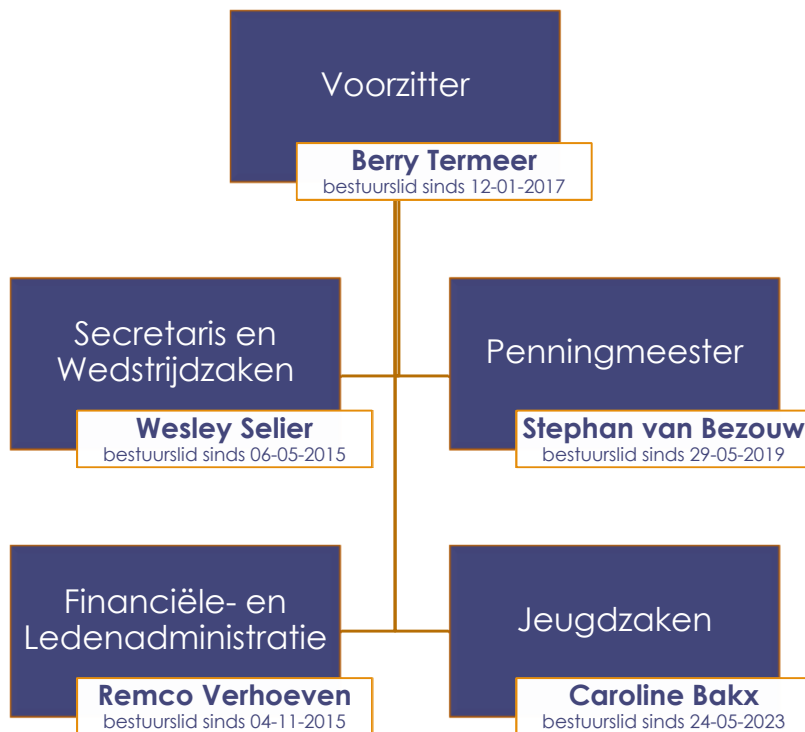 Voorzitter
Berry Termeer
bestuurslid sinds 12-01-2017
Secretaris en
Wedstrijdzaken
Wesley Selier
bestuurslid sinds 06-05-2015
Penningmeester
Stephan van Bezouw
bestuurslid sinds 29-05-2019
Financiële- en
Ledenadministratie
Remco Verhoeven
bestuurslid sinds 04-11-2015
Jeugdzaken
Caroline Bakx
bestuurslid sinds 24-05-2023